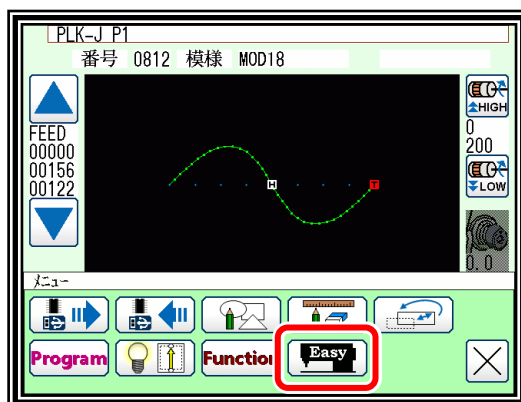 PLK-J P1
番号 0812 模様 MOD18
HIGH
FEED
00000
00156
00122
0
200
LOW
H
T
0.0
メニュー
Program
Function
Easy